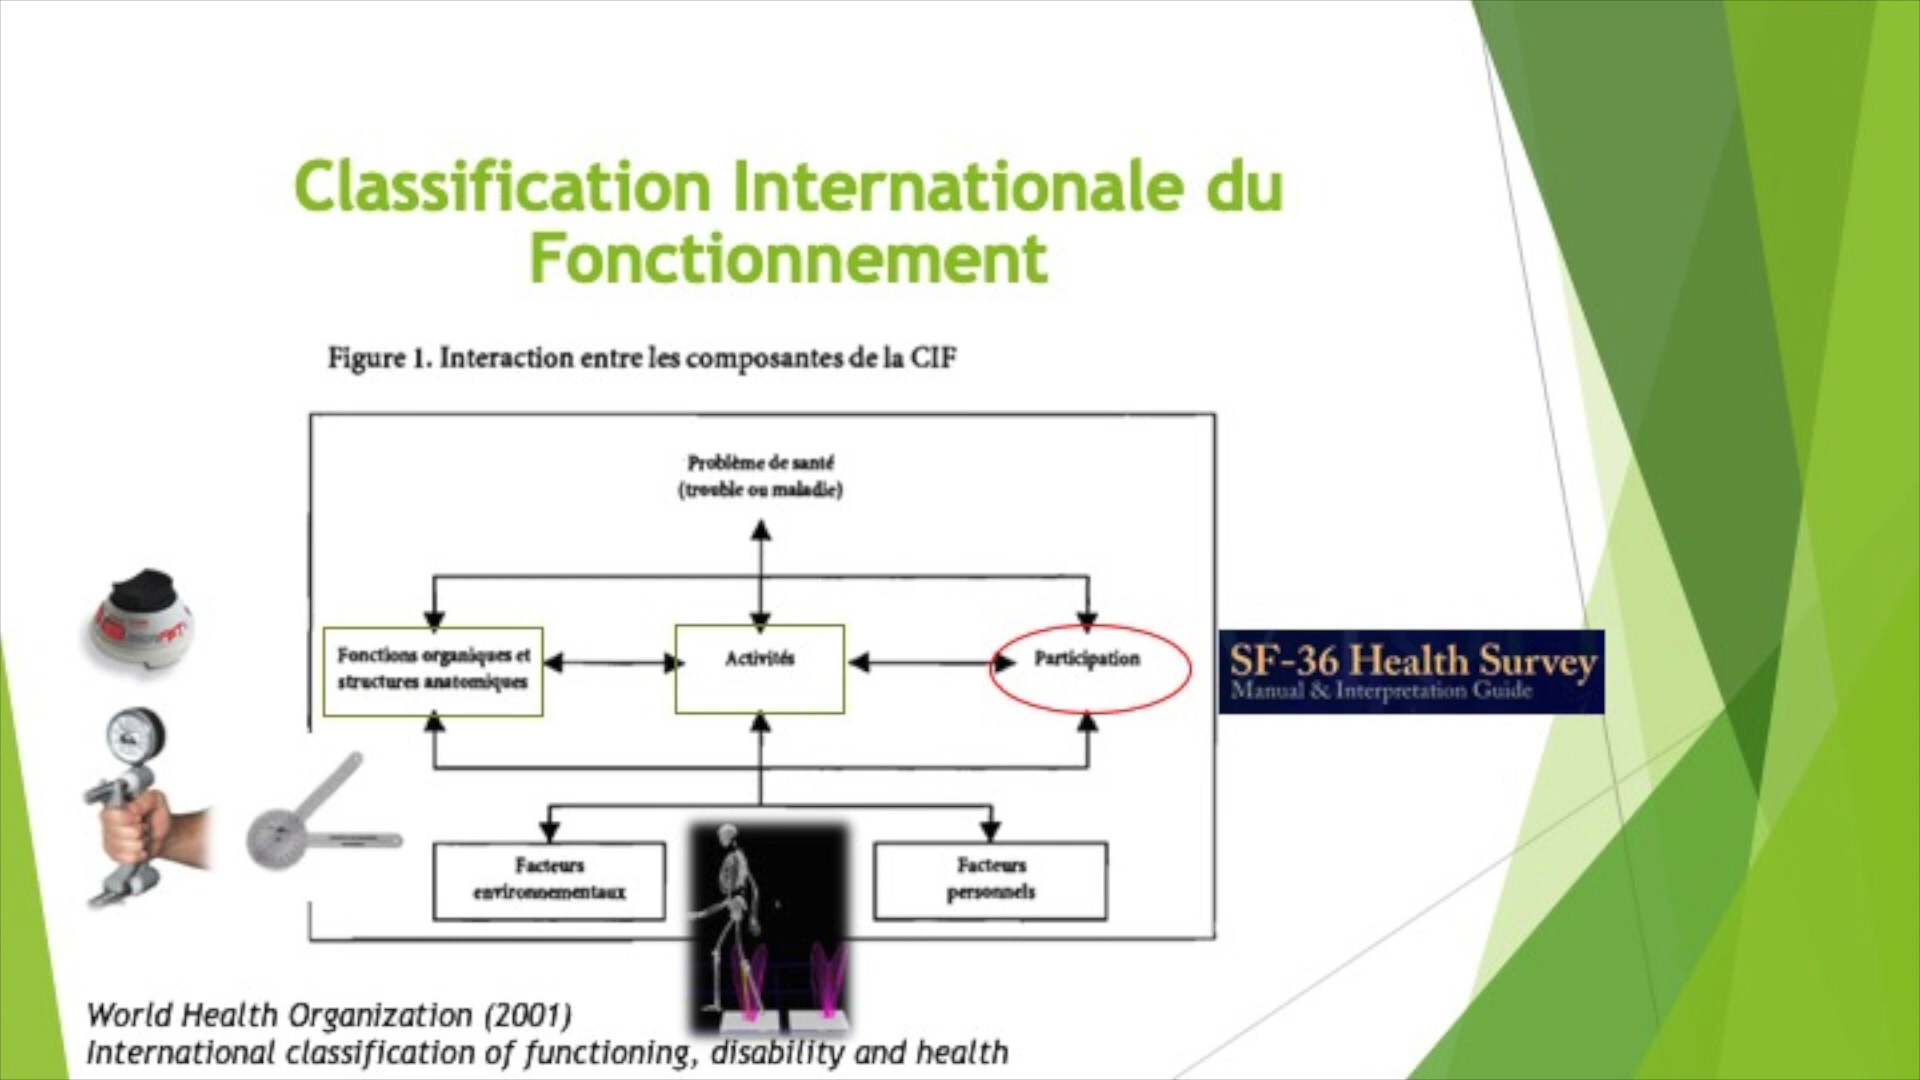 Classification Internationale du
Fonctionnement
Figure 1. Interaction entre les composantes de la CIF
Problème de santé
(trouble ou maladie)
Fonctions organiques et
structures anatomiques
Activités
Participation
SF-36 Health Survey
Manual & Interpretation Guide
Facteurs
environnementaux
Facteurs
personnels
World Health Organization (2001)
International classification of functioning, disability and health